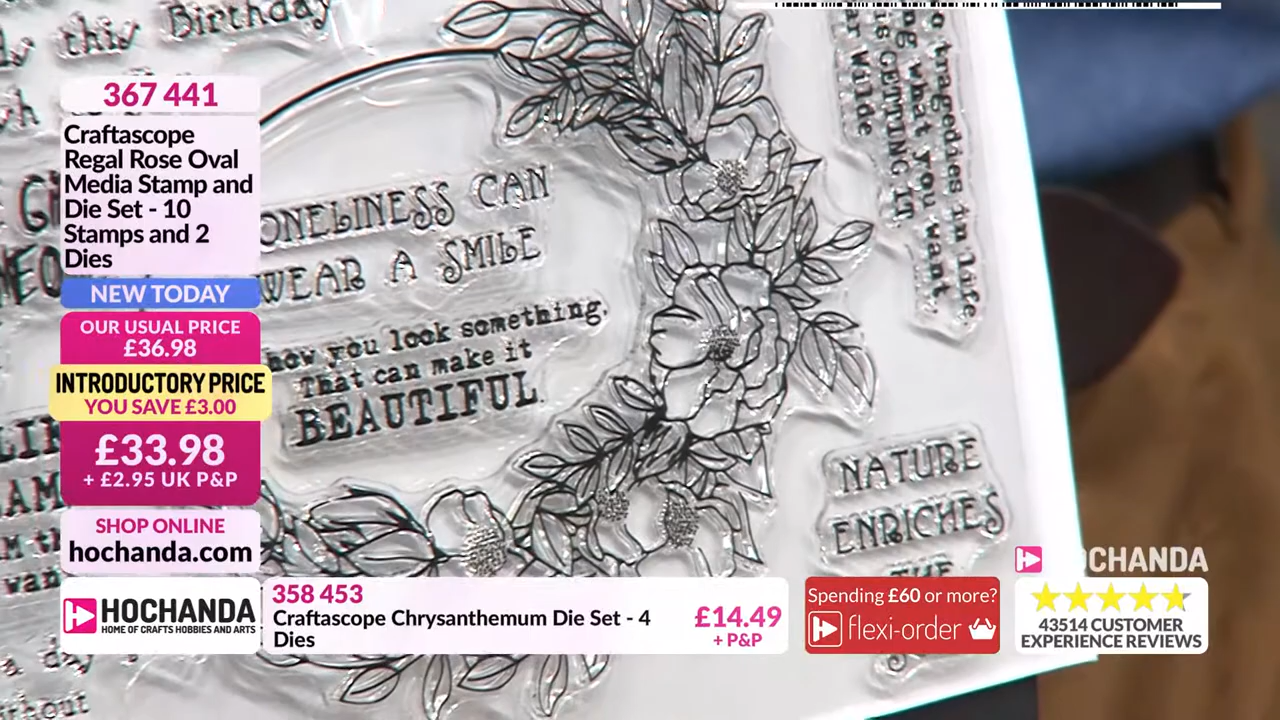 this Birthday
367 441
Craftascope
Regal Rose Oval
Media Stamp and
Die Set - 10
Stamps and 2
Dies
NEW TODAY
OUR USUAL PRICE
£36.98
INTRODUCTORY PRICE
YOU SAVE £3.00
£33.98
+ £2.95 UK P&P
SHOP ONLINE
hochanda.com
ONELINESS CAN
WEAR A SMILE
how you look something,
That can make it
BEAUTIFUL.
tragedies in life
what you want
is GETTING IT
Wilde
NATURE
ENRICHES
THE
HOCHANDA
HOME OF CRAFTS HOBBIES AND ARTS
358 453
Craftascope Chrysanthemum Die Set - 4
Dies
£14.49
+ P&P
Spending £60 or more?
flexi-order
HOCHANDA
43514 CUSTOMER
EXPERIENCE REVIEWS